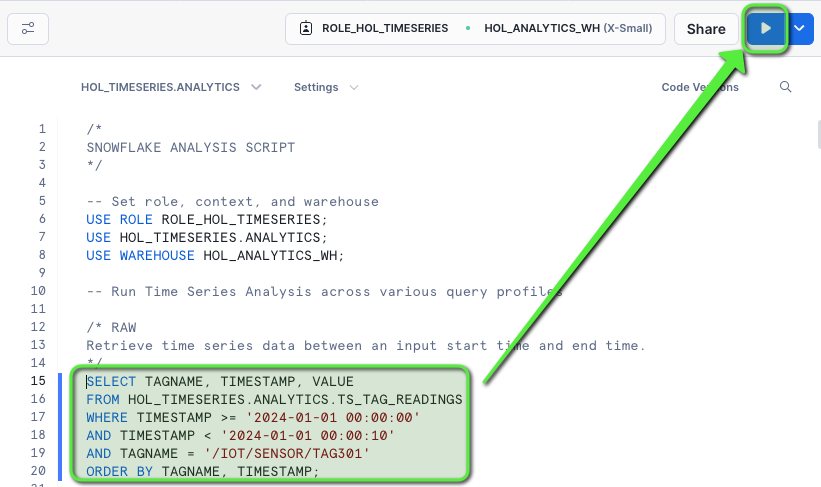 ROLE_HOL_TIMESERIES • HOL_ANALYTICS_WH (X-Small) Share
HOL_TIMESERIES.ANALYTICS Settings Code Versions
1 /*
2 SNOWFLAKE ANALYSIS SCRIPT
3 */
4
5 -- Set role, context, and warehouse
6 USE ROLE ROLE_HOL_TIMESERIES;
7 USE HOL_TIMESERIES.ANALYTICS;
8 USE WAREHOUSE HOL_ANALYTICS_WH;
9
10 -- Run Time Series Analysis across various query profiles
11
12 /* RAW
13 Retrieve time series data between an input start time and end time.
14 */
15 SELECT TAGNAME, TIMESTAMP, VALUE
16 FROM HOL_TIMESERIES.ANALYTICS.TS_TAG_READINGS
17 WHERE TIMESTAMP >= '2024-01-01 00:00:00'
18 AND TIMESTAMP < '2024-01-01 00:00:10'
19 AND TAGNAME = '/IOT/SENSOR/TAG301'
20 ORDER BY TAGNAME, TIMESTAMP;